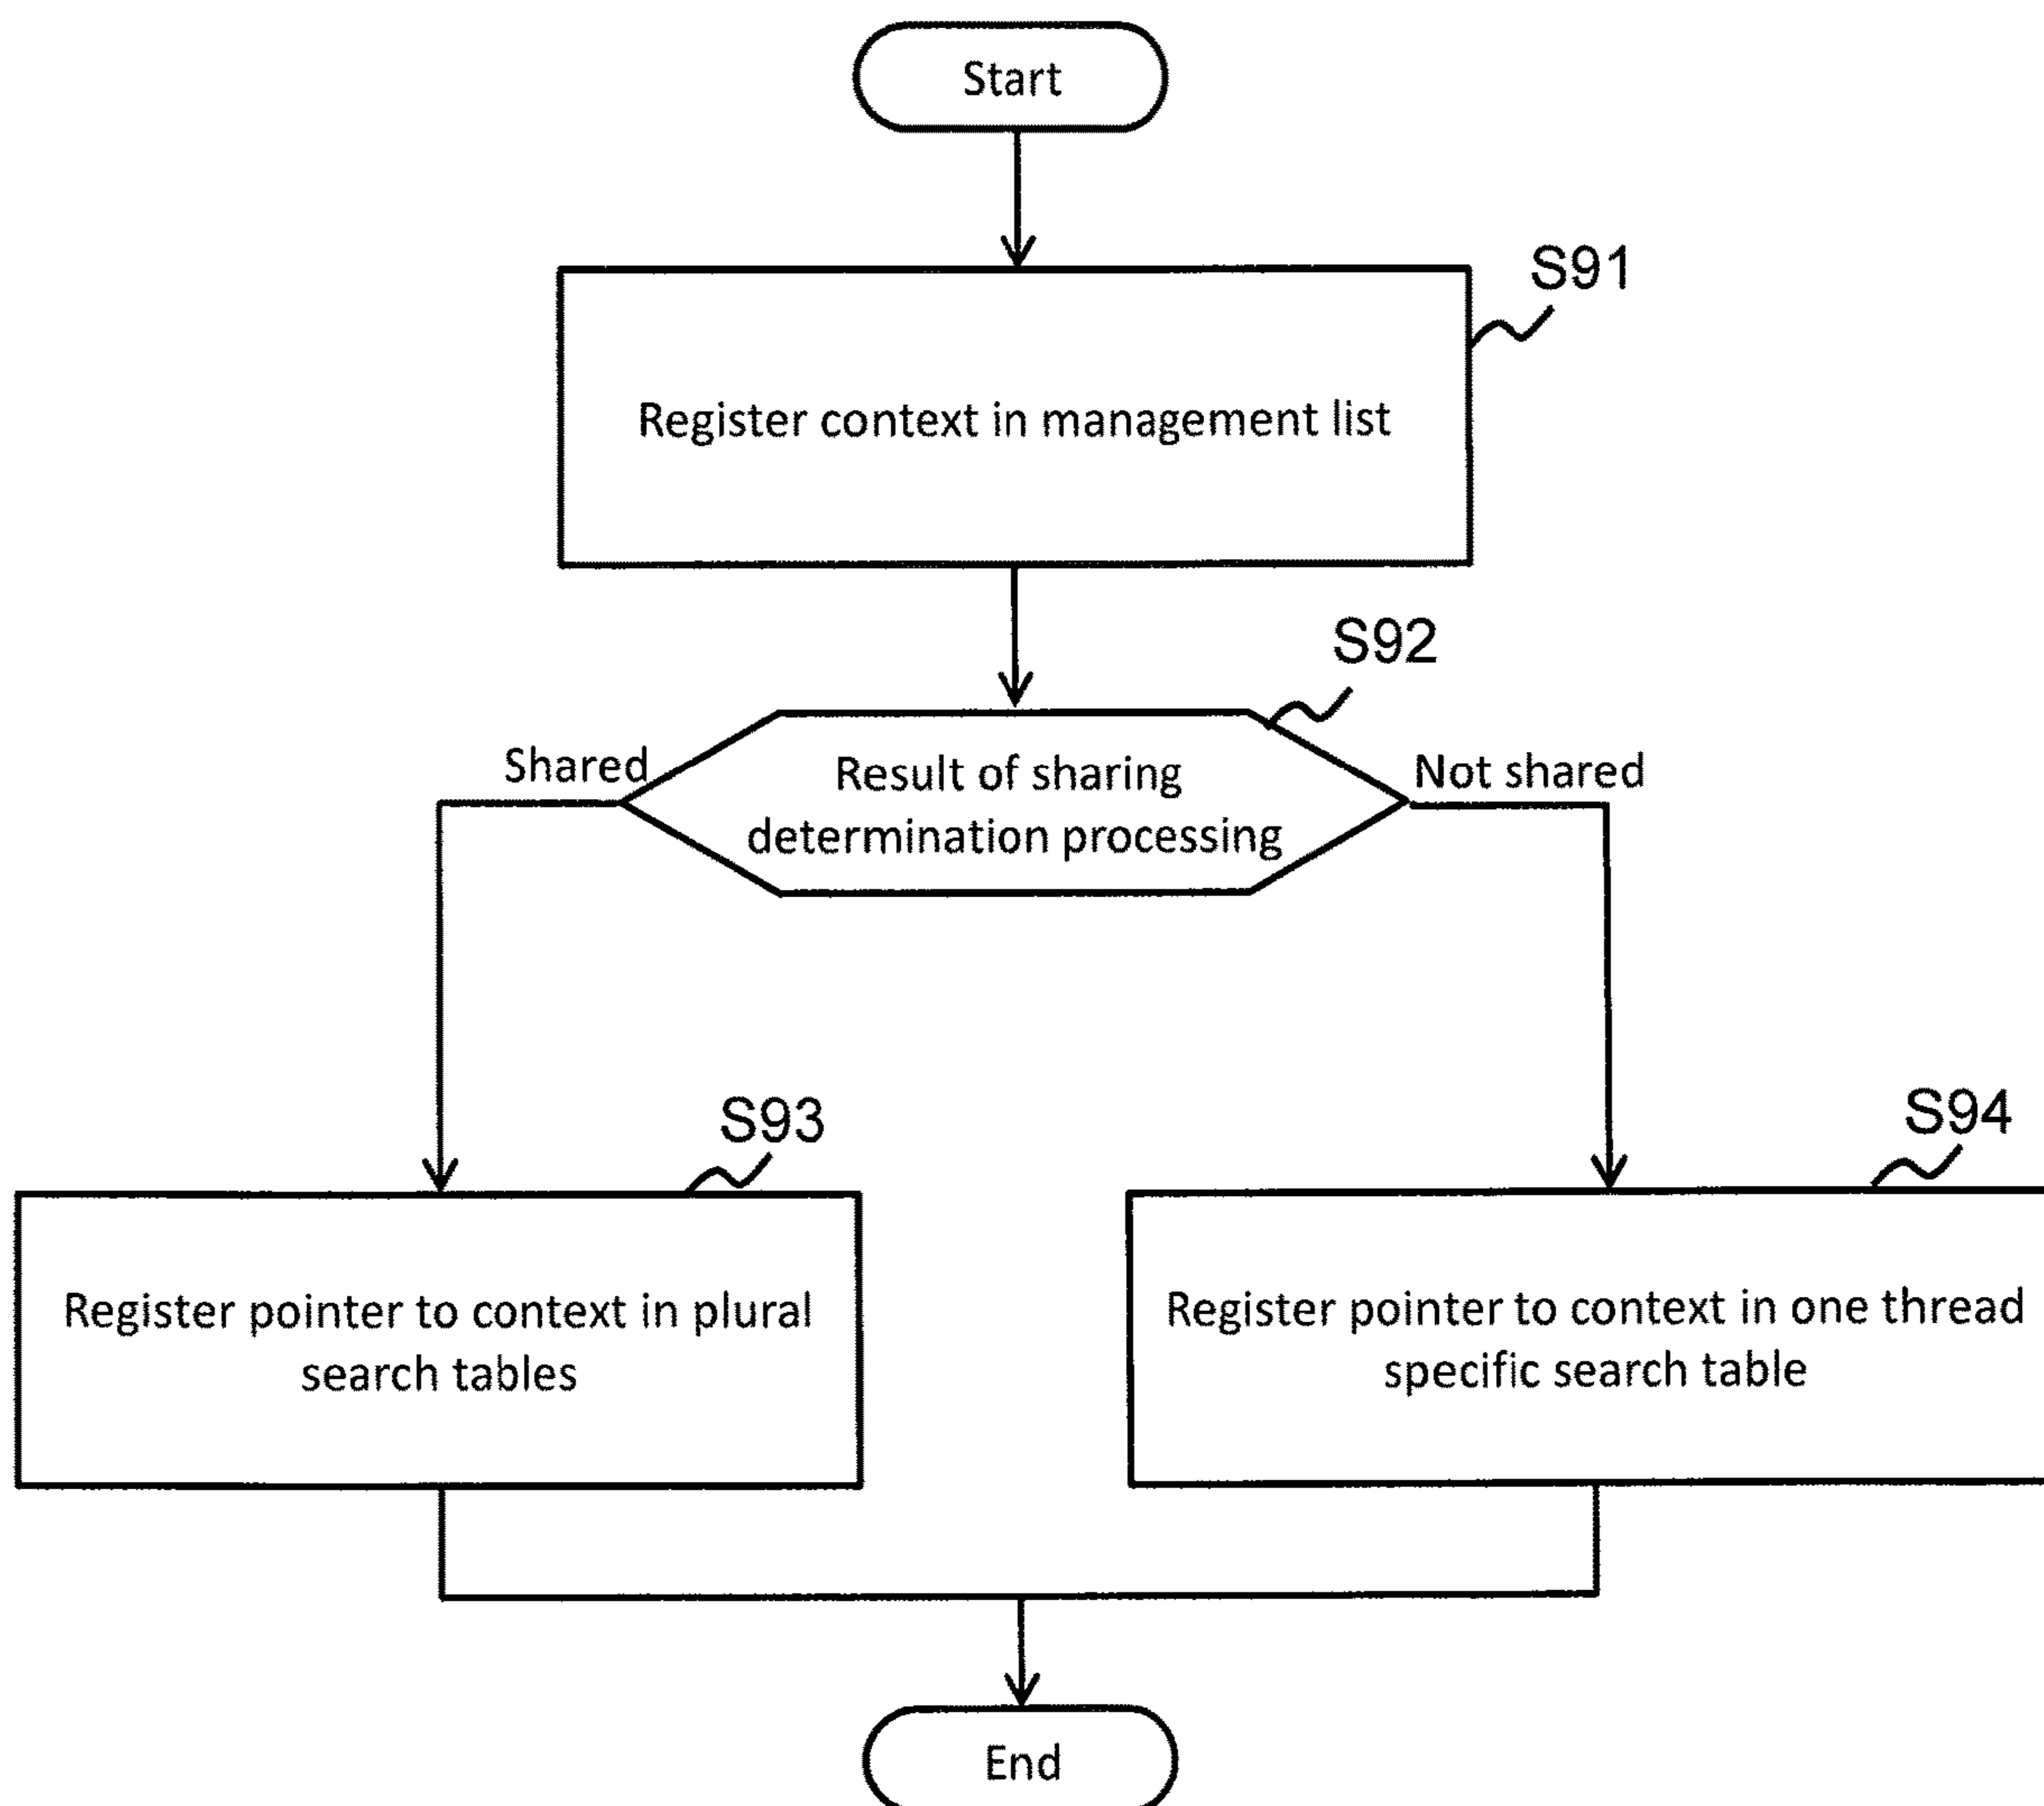 Start
S91
Register context in management list
S92
Shared
Result of sharing
determination processing
Not shared
S93
S94
Register pointer to context in plural
search tables
Register pointer to context in one thread
specific search table
End